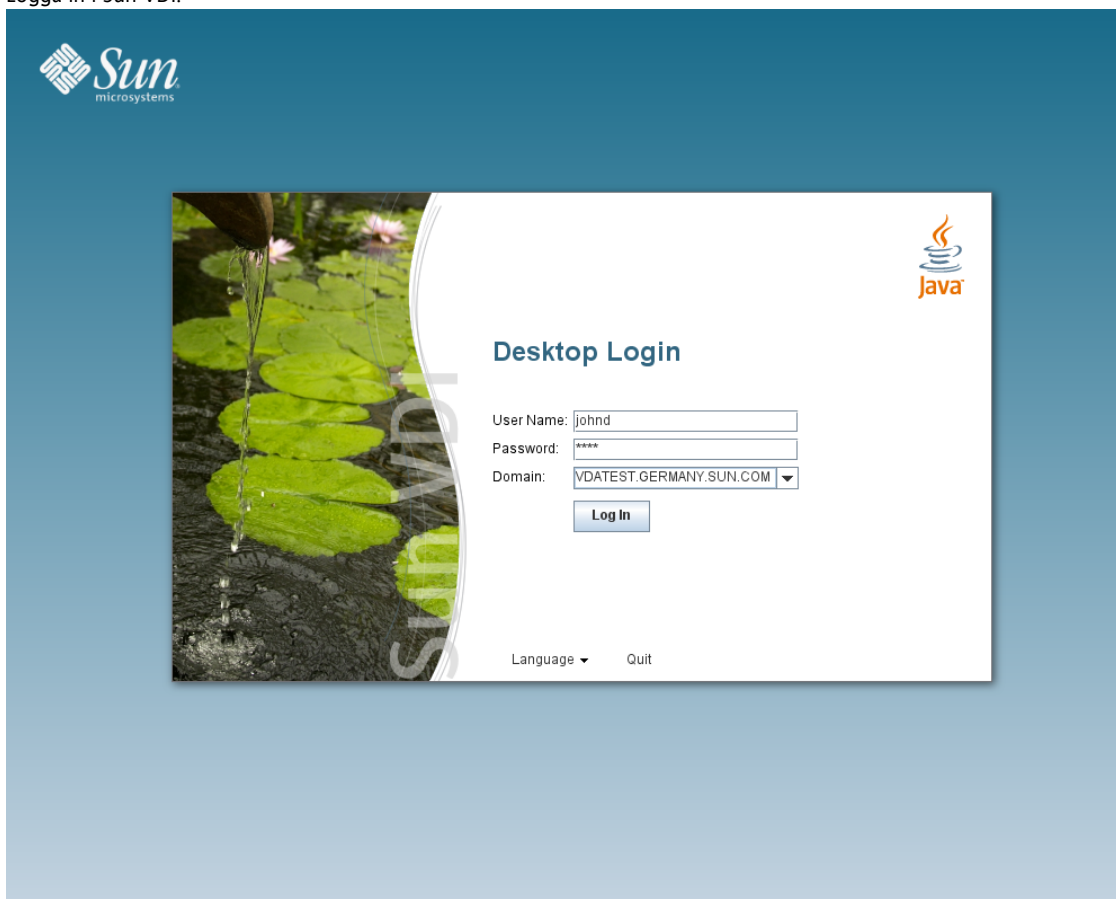 Logga in i Sun VDI.
Sun
microsystems
Java
Desktop Login
User Name: johnd
Password: ****
Domain: VDATEST.GERMANY.SUN.COM
Log In
Sun VDI
Language
Quit